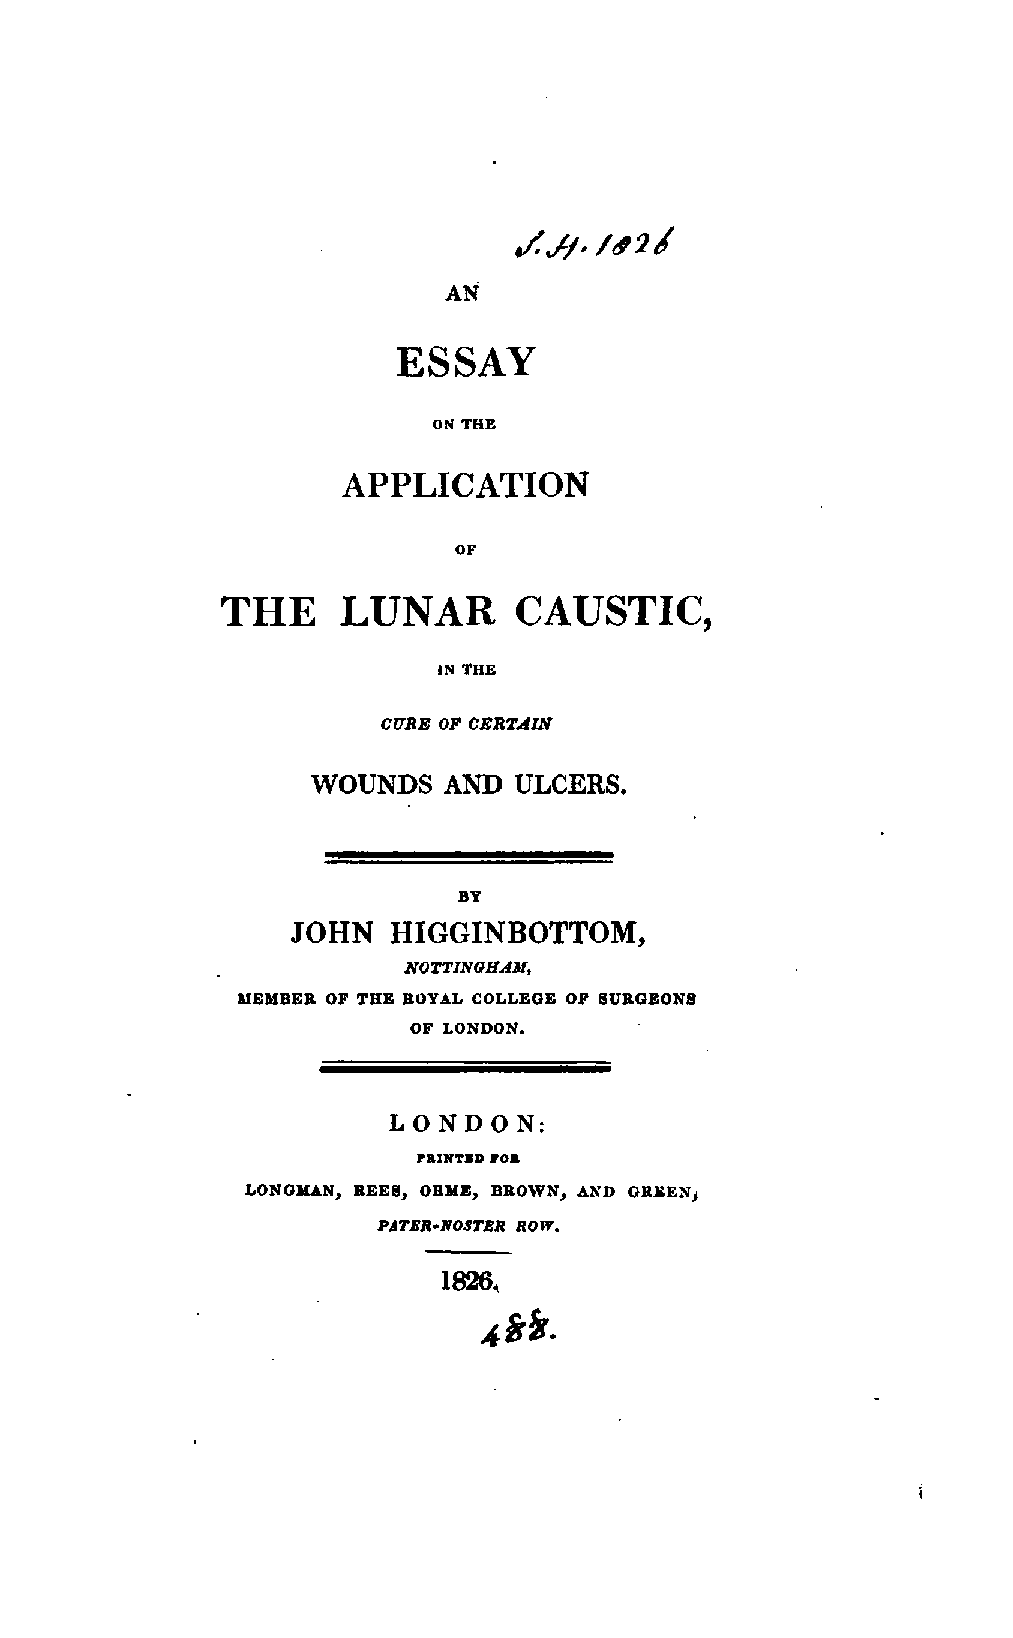 J.H. 1826
AN
ESSAY
ON THE
APPLICATION
OF
THE LUNAR CAUSTIC,
IN THE
CURE OF CERTAIN
WOUNDS AND ULCERS.
BY
JOHN HIGGINBOTTOM,
NOTTINGHAM,
MEMBER OF THE ROYAL COLLEGE OF SURGEONS
OF LONDON.
LONDON:
PRINTED FOR
LONGMAN, REES, ORME, BROWN, AND GREEN,
PATER-NOSTER ROW.
1826.
488.